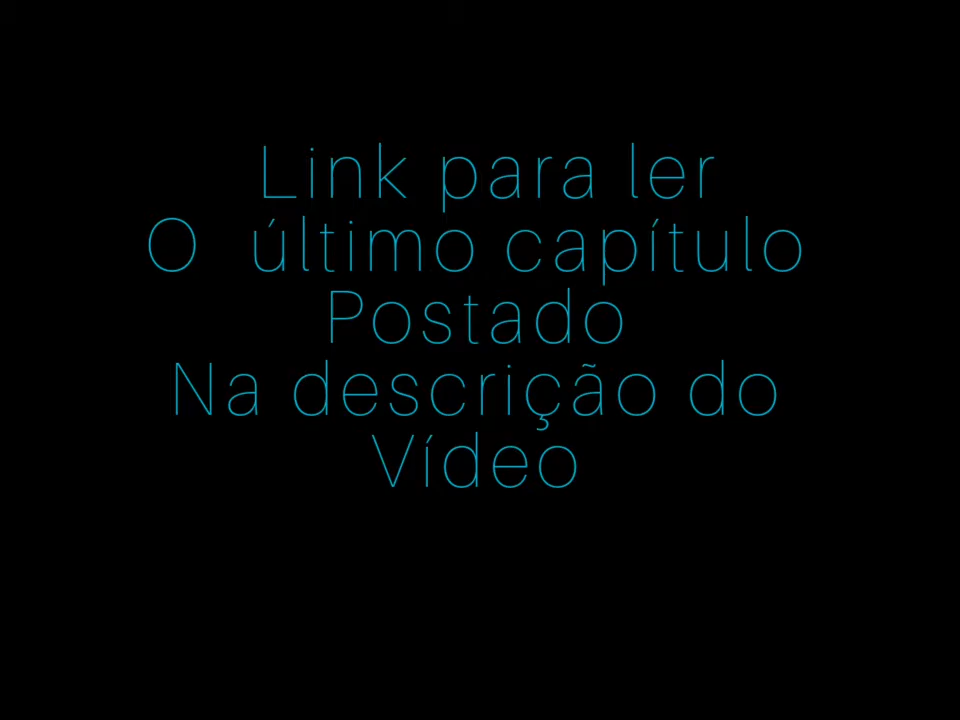 Link para ler
O último capítulo
Postado
Na descrição do
Vídeo